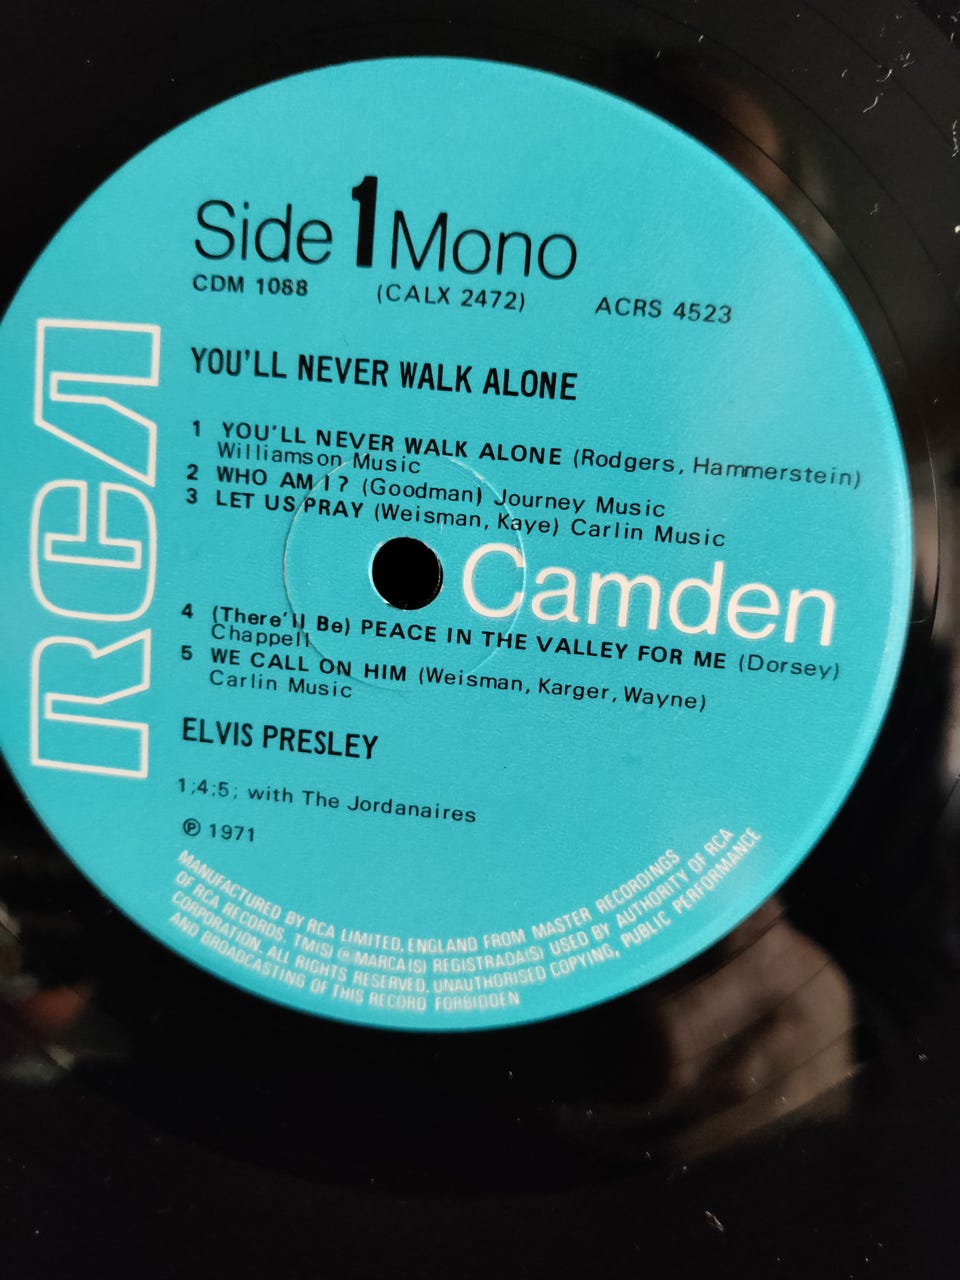 Side 1 Mono
CDM 1088 (CALX 2472) ACRS 4523
YOU'LL NEVER WALK ALONE
1 YOU'LL NEVER WALK ALONE (Rodgers, Hammerstein)
Williamson Music
2 WHO AM I? (Goodman) Journey Music
3 LET US PRAY (Weisman, Kaye) Carlin Music
RCA
Camden
4 (There'll Be) PEACE IN THE VALLEY FOR ME (Dorsey)
Chappell
5 WE CALL ON HIM (Weisman, Karger, Wayne)
Carlin Music
ELVIS PRESLEY
1;4;5; with The Jordanaires
℗ 1971
MANUFACTURED BY RCA LIMITED, ENGLAND FROM MASTER RECORDINGS
OF RCA RECORDS. TM(S) ® MARCA(S) REGISTRADA(S) USED BY AUTHORITY OF RCA
CORPORATION. ALL RIGHTS RESERVED. UNAUTHORISED COPYING, PUBLIC PERFORMANCE
AND BROADCASTING OF THIS RECORD FORBIDDEN